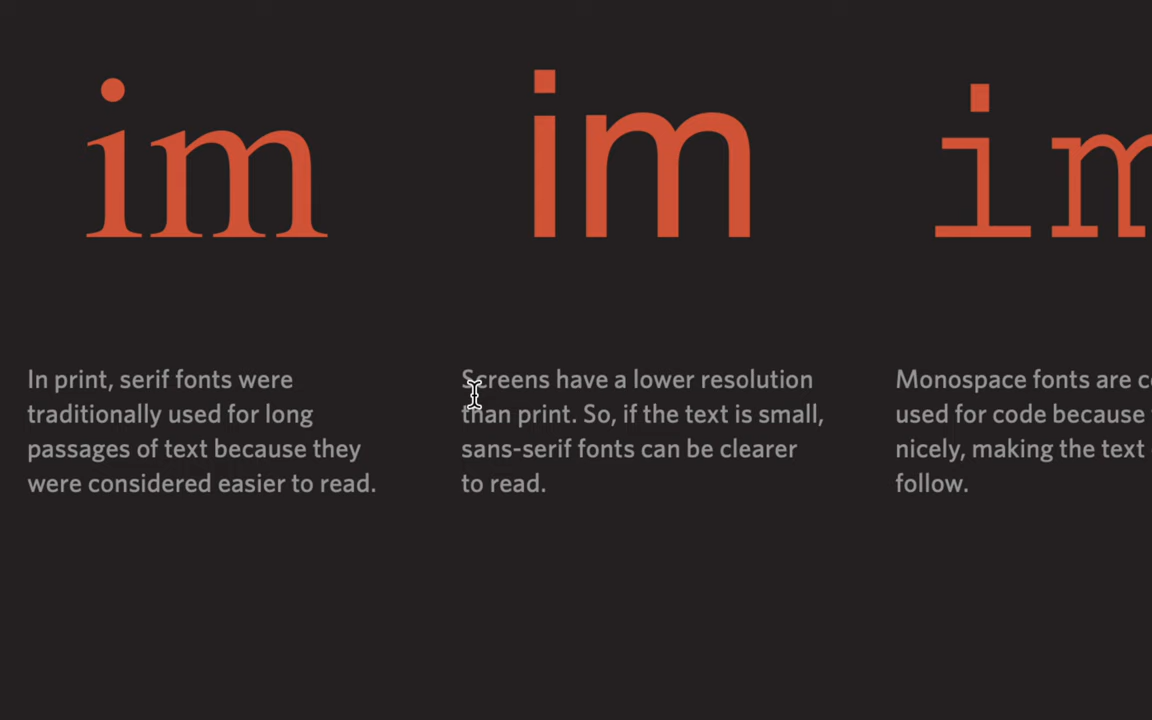 im
im
im
In print, serif fonts were
traditionally used for long
passages of text because they
were considered easier to read.
Screens have a lower resolution
than print. So, if the text is small,
sans-serif fonts can be clearer
to read.
Monospace fonts are
used for code because
nicely, making the text
follow.